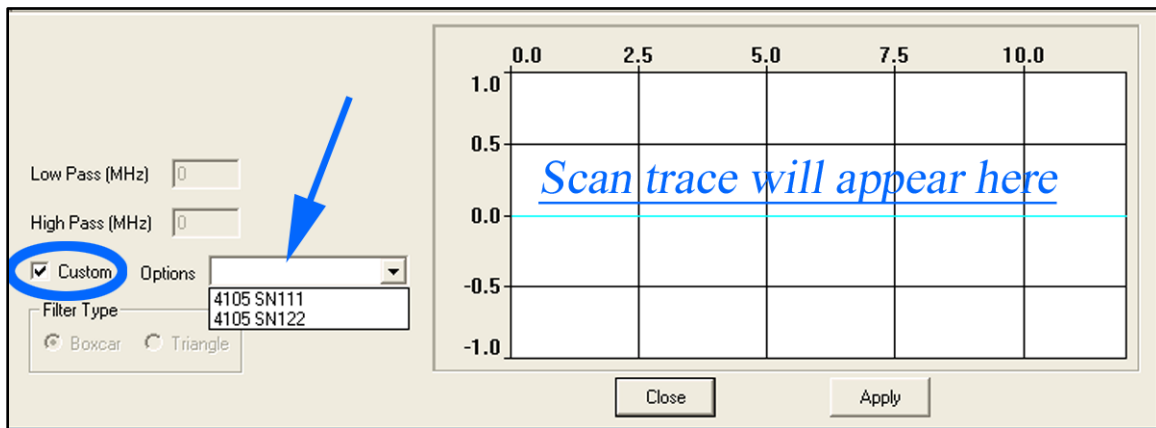 0.0 2.5 5.0 7.5 10.0
1.0
0.5
Scan trace will appear here
0.0
-0.5
-1.0
Low Pass (MHz) 0
High Pass (MHz) 0
Custom Options
4105 SN111
4105 SN122
Filter Type
Boxcar Triangle
Close Apply